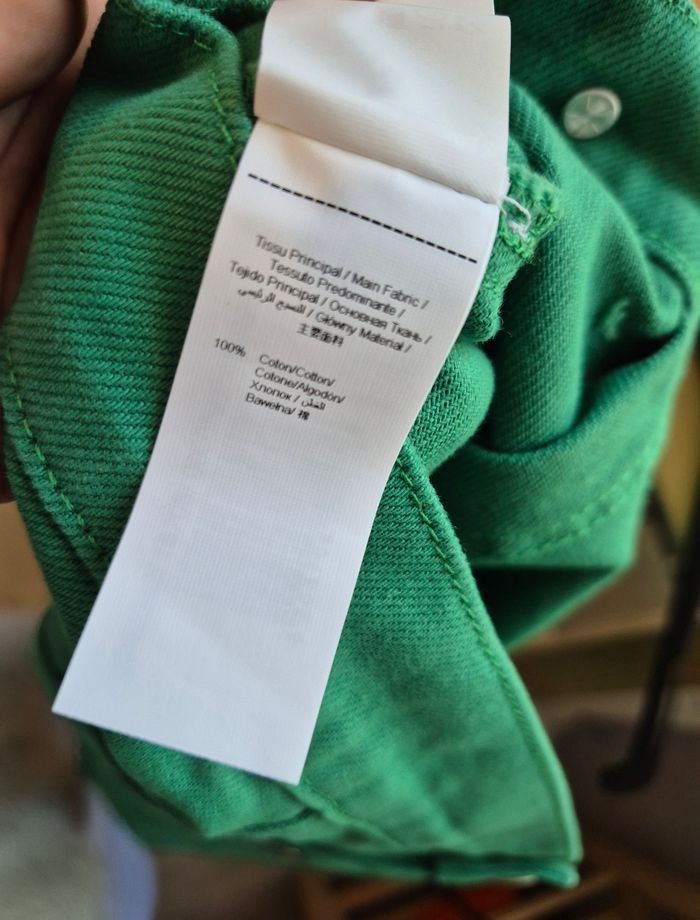 Tissu Principal / Main Fabric /
Tessuto Predominante /
Tejido Principal / Основная Ткань /
النسيج الرئيسي / Główny Material /
主要面料
100% Coton/Cotton/
Cotone/Algodón/
Хлопок / القطن
Bawełna/ 棉